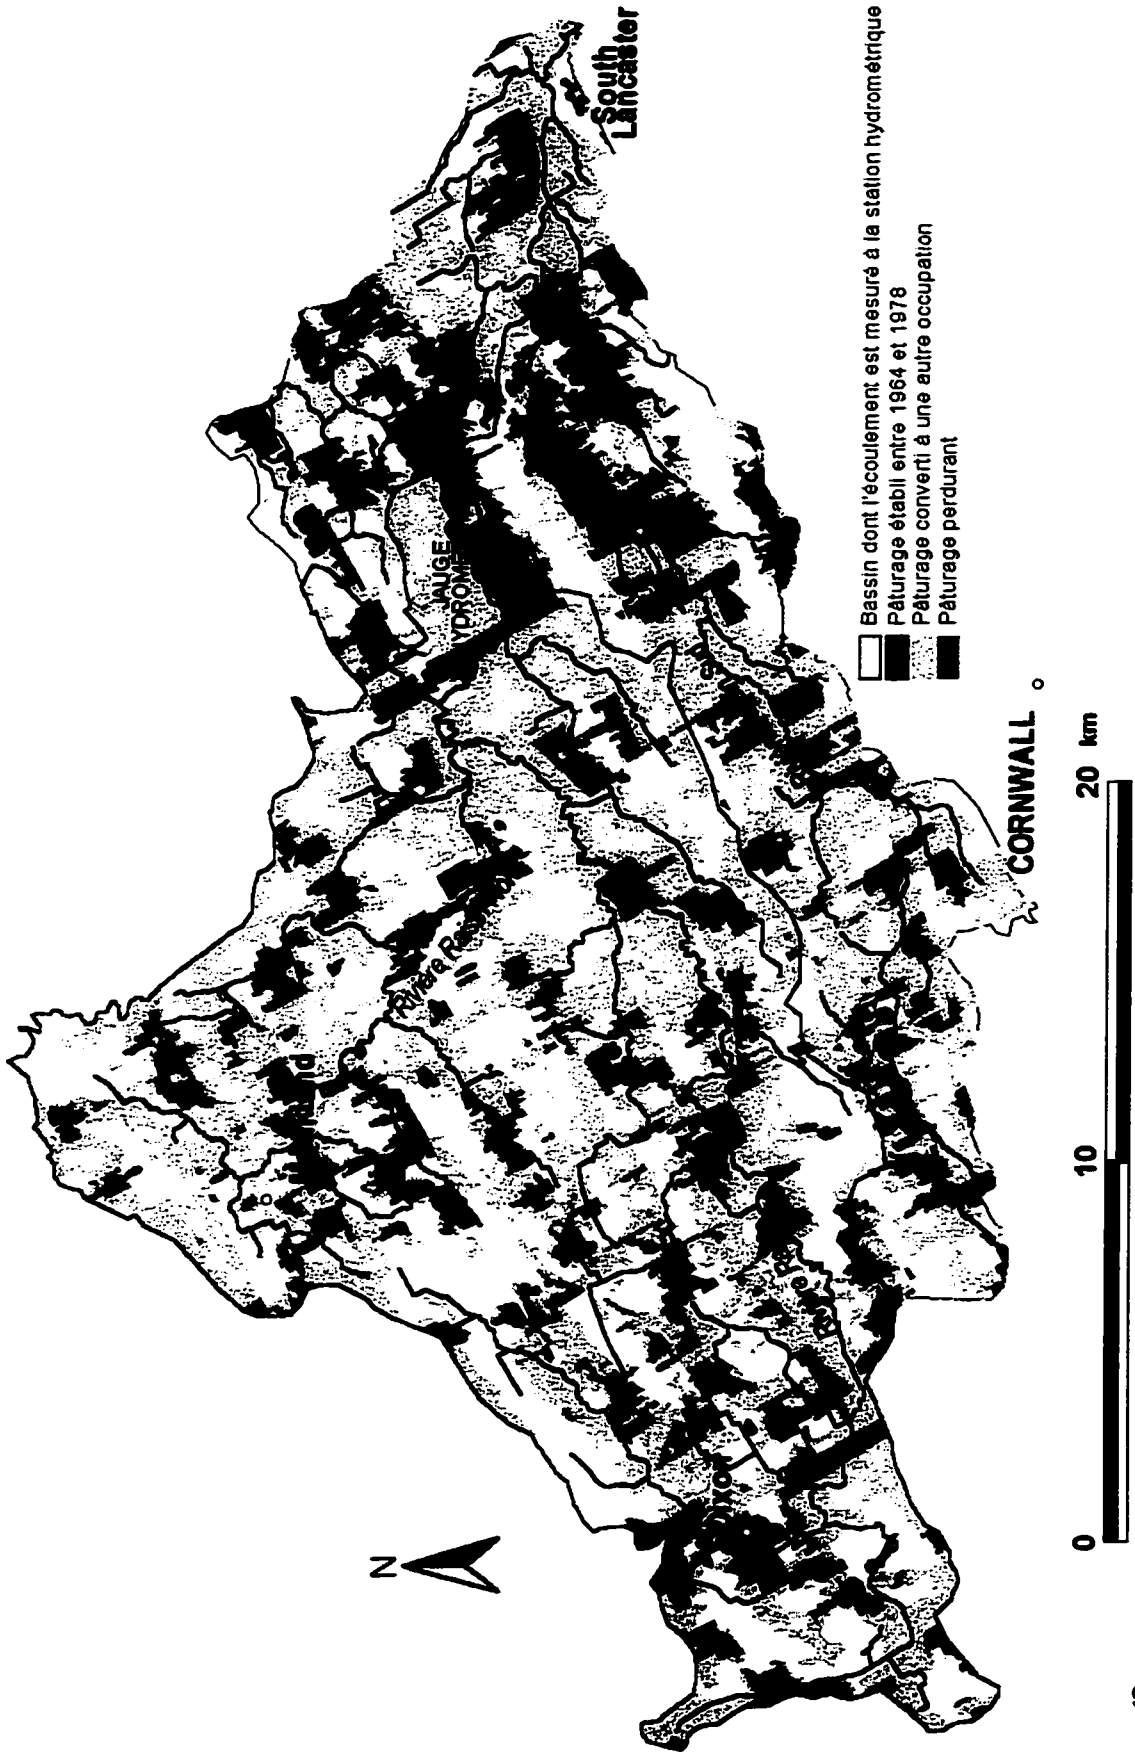 N
Rivière
JAUGE
South
Lancaster
CORNWALL
0 10 20 km
Bassin dont l'écoulement est mesuré à la station hydrométrique
Pâturage établi entre 1964 et 1978
Pâturage converti à une autre occupation
Pâturage perdurant